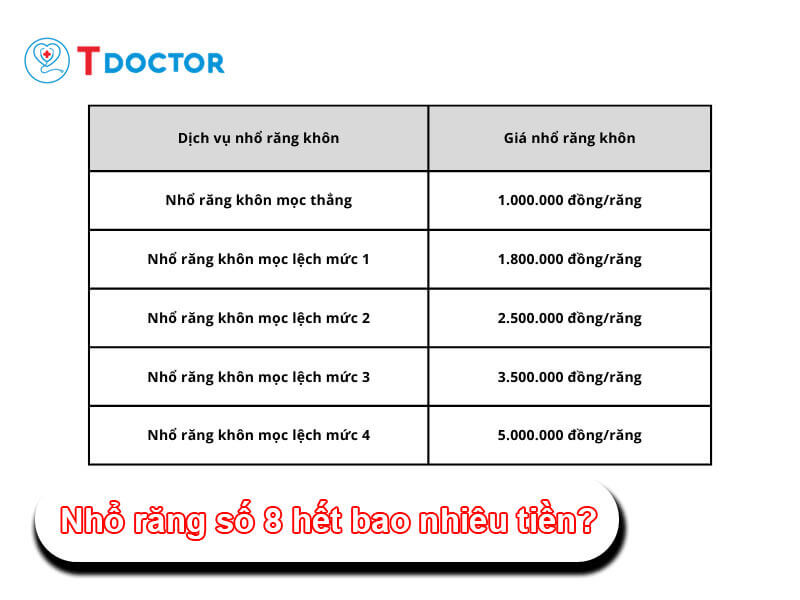 T DOCTOR
Dịch vụ nhổ răng khôn
Giá nhổ răng khôn
Nhổ răng khôn mọc thẳng
1.000.000 đồng/răng
Nhổ răng khôn mọc lệch mức 1
1.800.000 đồng/răng
Nhổ răng khôn mọc lệch mức 2
2.500.000 đồng/răng
Nhổ răng khôn mọc lệch mức 3
3.500.000 đồng/răng
Nhổ răng khôn mọc lệch mức 4
5.000.000 đồng/răng
Nhổ răng số 8 hết bao nhiêu tiền?